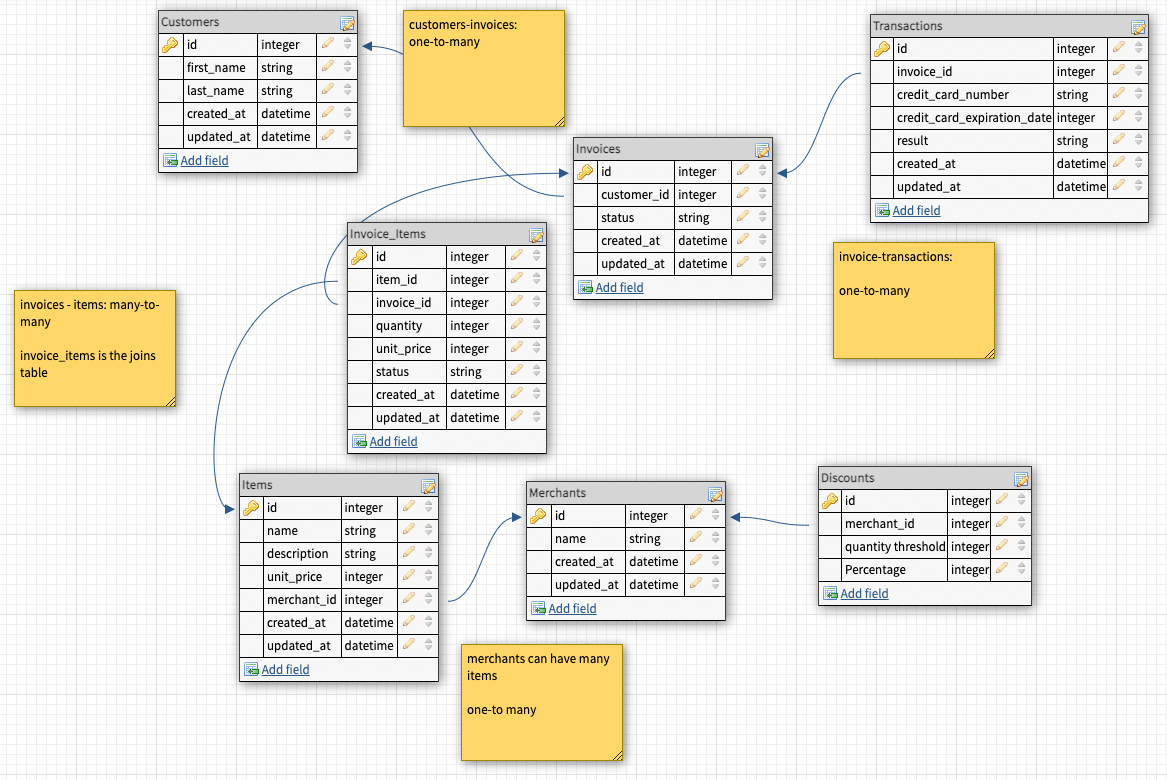 Customers
id integer
first_name string
last_name string
created_at datetime
updated_at datetime
Add field
customers-invoices:
one-to-many
Transactions
id integer
invoice_id integer
credit_card_number string
credit_card_expiration_date integer
result string
created_at datetime
updated_at datetime
Add field
Invoices
id integer
customer_id integer
status string
created_at datetime
updated_at datetime
Add field
Invoice_Items
id integer
item_id integer
invoice_id integer
quantity integer
unit_price integer
status string
created_at datetime
updated_at datetime
Add field
invoice-transactions:
one-to-many
invoices - items: many-to-
many
invoice_items is the joins
table
Items
id integer
name string
description string
unit_price integer
merchant_id integer
created_at datetime
updated_at datetime
Add field
Merchants
id integer
name string
created_at datetime
updated_at datetime
Add field
Discounts
id integer
merchant_id integer
quantity threshold integer
Percentage integer
Add field
merchants can have many
items
one-to many